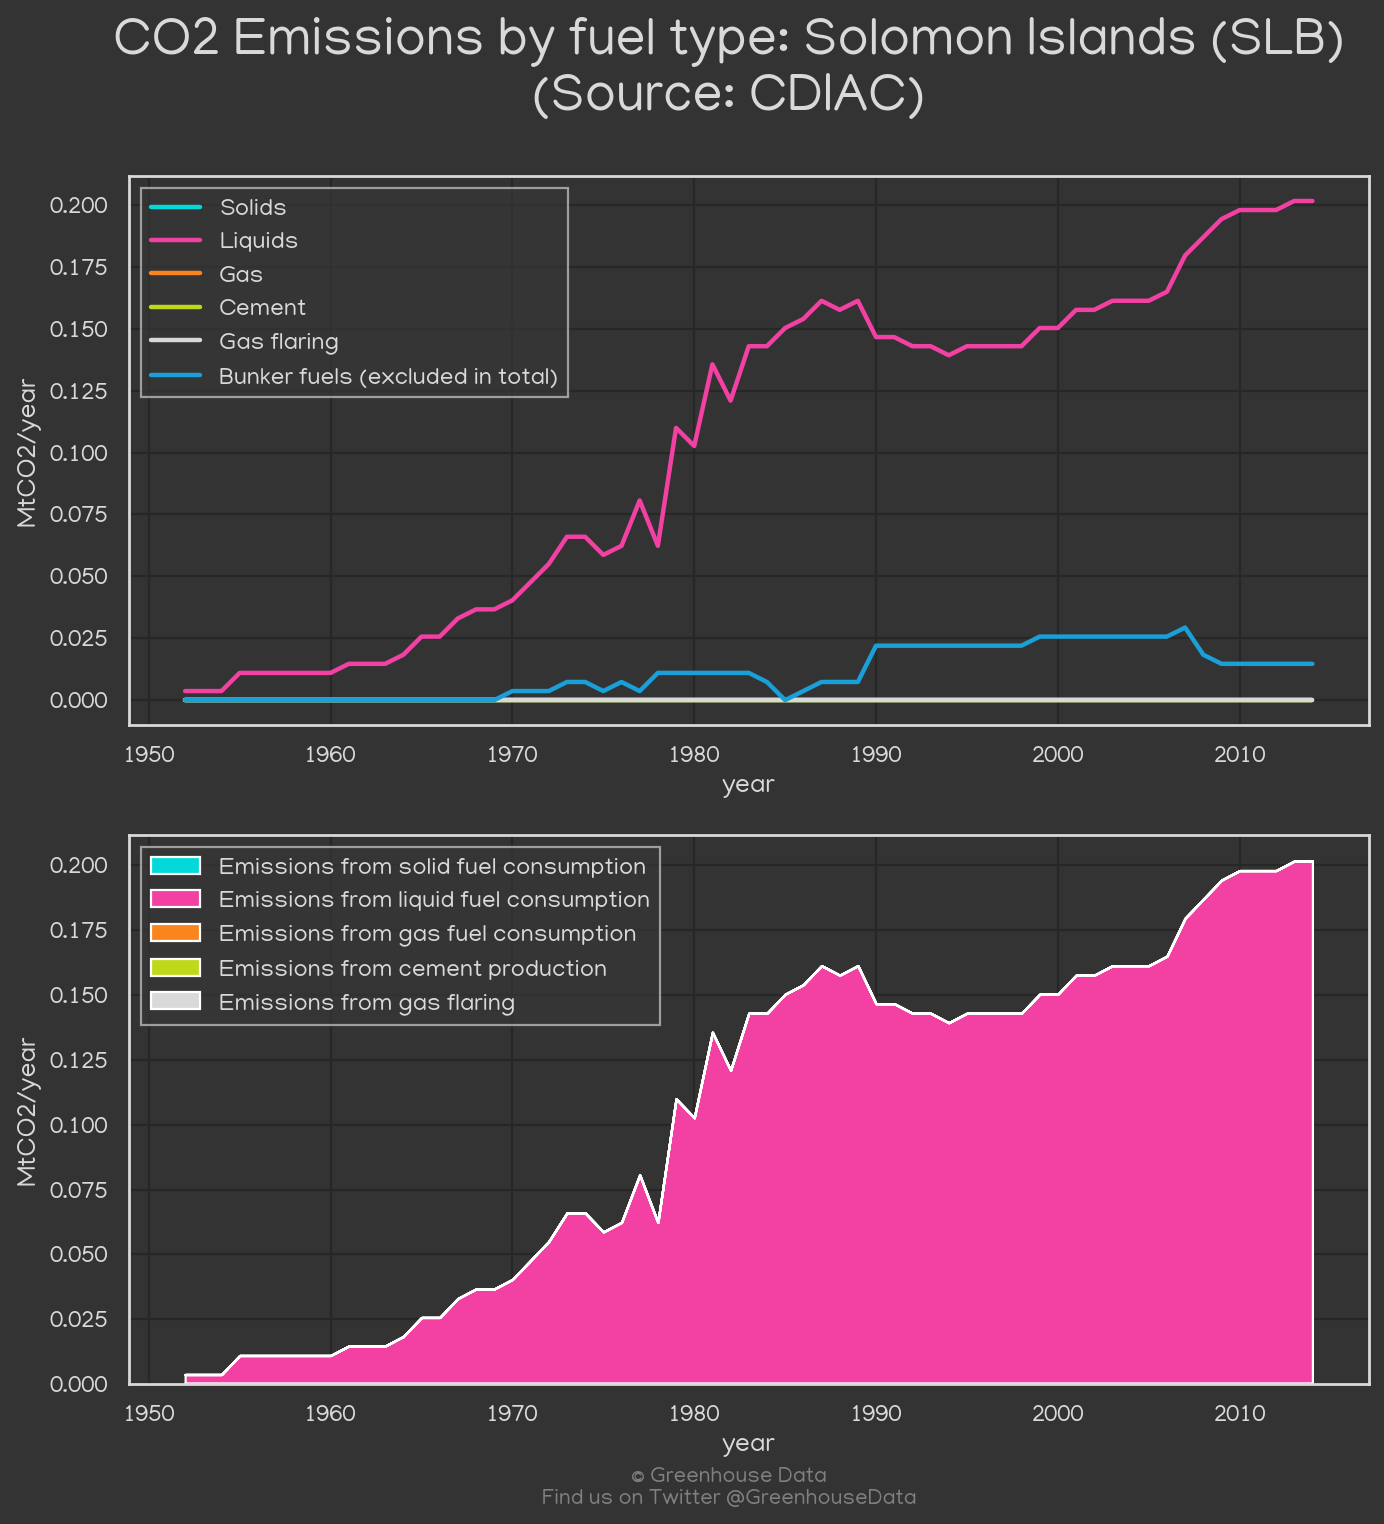 CO2 Emissions by fuel type: Solomon Islands (SLB)
(Source: CDIAC)
0.200
0.175
0.150
0.125
0.100
0.075
0.050
0.025
0.000
MtCO2/year
Solids
Liquids
Gas
Cement
Gas flaring
Bunker fuels (excluded in total)
1950 1960 1970 1980 1990 2000 2010
year
0.200
0.175
0.150
0.125
0.100
0.075
0.050
0.025
0.000
MtCO2/year
Emissions from solid fuel consumption
Emissions from liquid fuel consumption
Emissions from gas fuel consumption
Emissions from cement production
Emissions from gas flaring
1950 1960 1970 1980 1990 2000 2010
year
© Greenhouse Data
Find us on Twitter @GreenhouseData